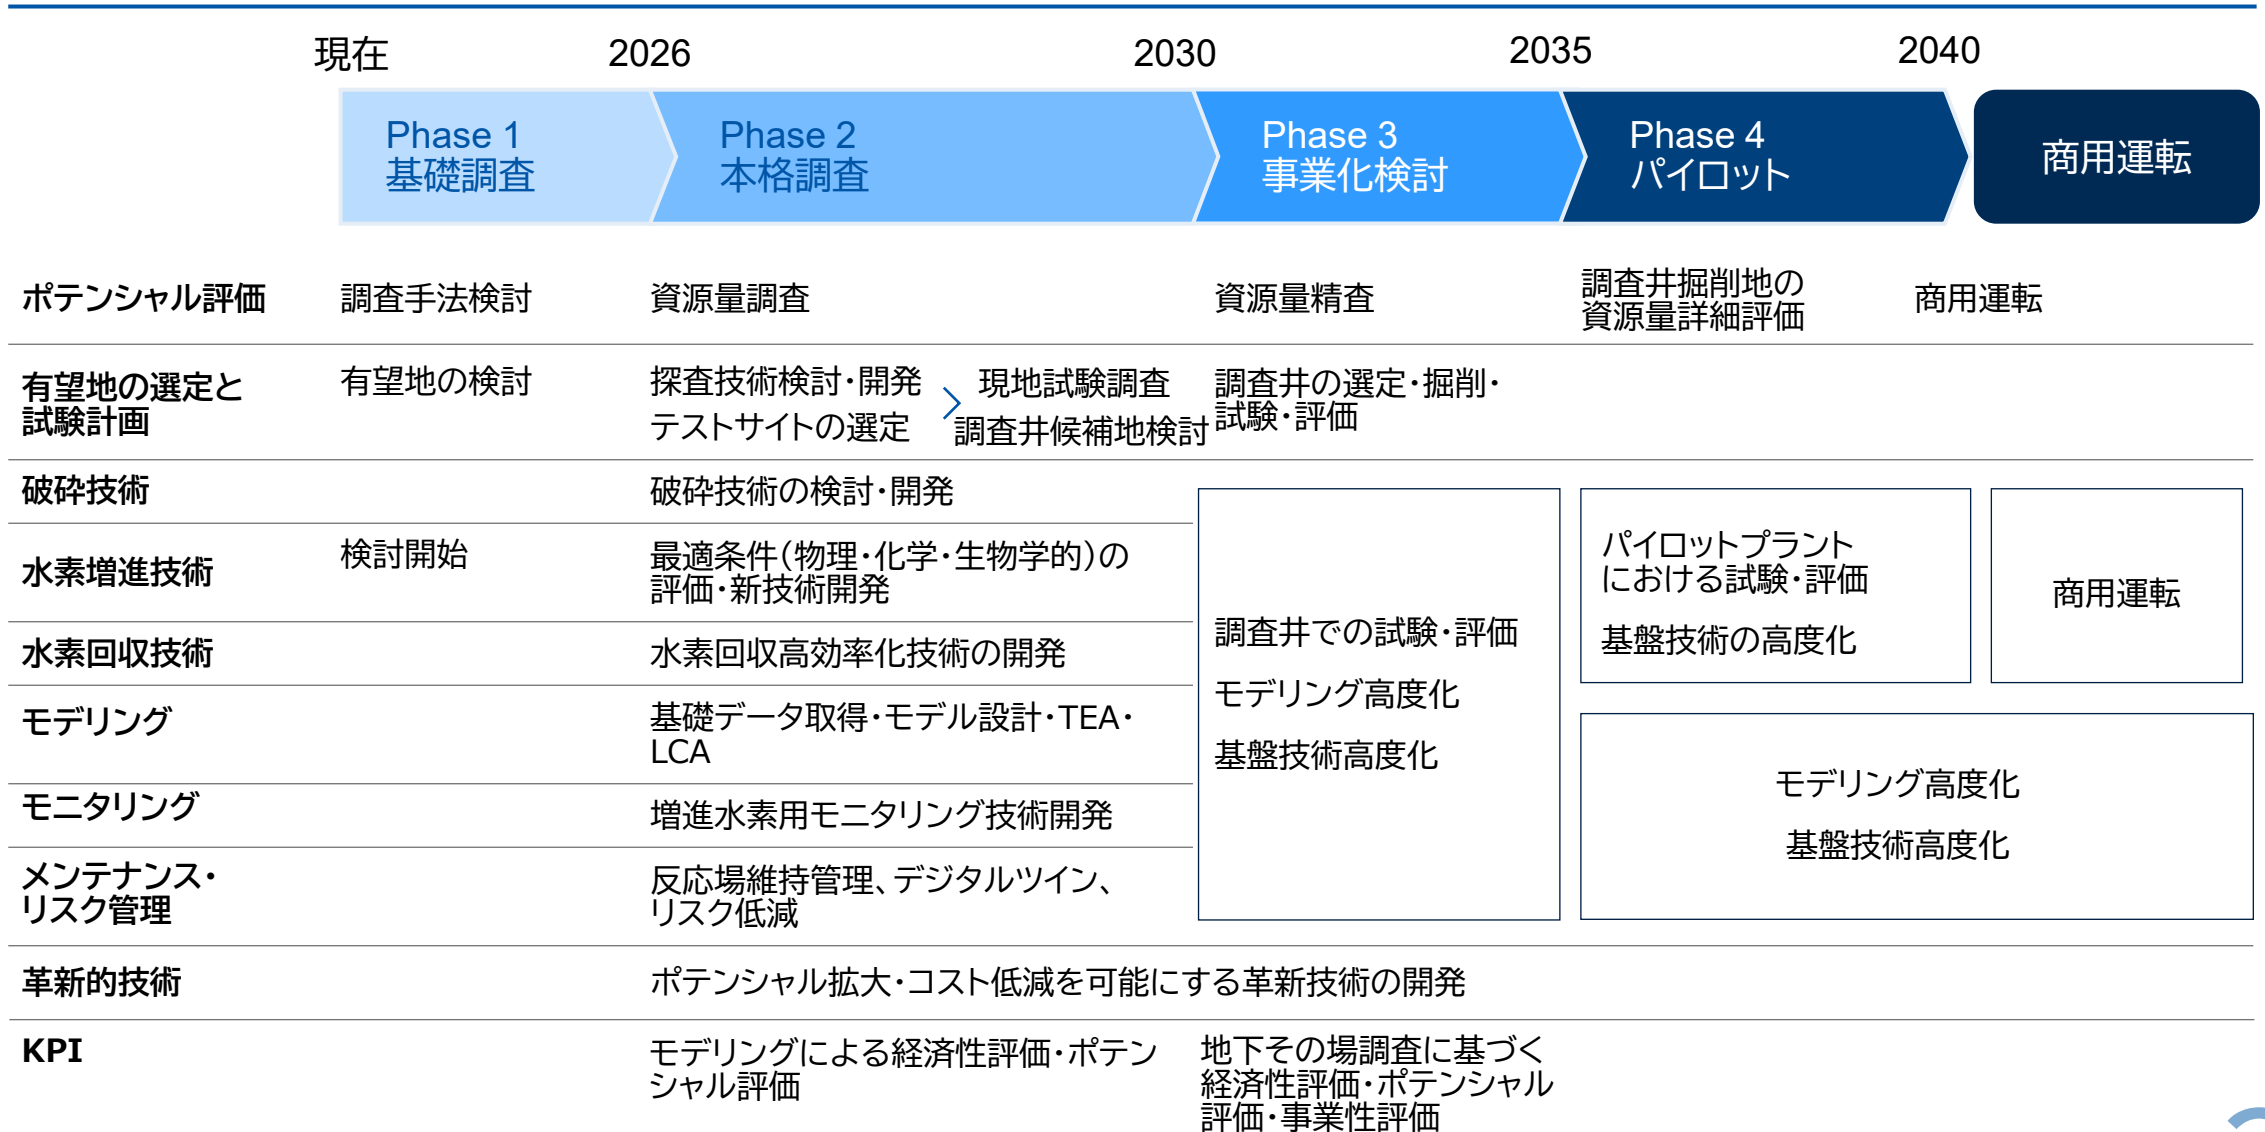 現在
2026
2030
2035
2040
Phase 1
基礎調査
Phase 2
本格調査
Phase 3
事業化検討
Phase 4
パイロット
商用運転
ポテンシャル評価
調査手法検討
資源量調査
資源量精査
調査井掘削地の
資源量詳細評価
商用運転
有望地の選定と
試験計画
有望地の検討
探査技術検討・開発
テストサイトの選定
現地試験調査
調査井候補地検討
調査井の選定・掘削・
試験・評価
破砕技術
破砕技術の検討・開発
水素増進技術
検討開始
最適条件（物理・化学・生物学的）の
評価・新技術開発
水素回収技術
水素回収高効率化技術の開発
モデリング
基礎データ取得・モデル設計・TEA・
LCA
モニタリング
増進水素用モニタリング技術開発
メンテナンス・
リスク管理
反応場維持管理、デジタルツイン、
リスク低減
調査井での試験・評価
モデリング高度化
基盤技術高度化
パイロットプラント
における試験・評価
基盤技術の高度化
商用運転
モデリング高度化
基盤技術高度化
革新的技術
ポテンシャル拡大・コスト低減を可能にする革新技術の開発
KPI
モデリングによる経済性評価・ポテン
シャル評価
地下その場調査に基づく
経済性評価・ポテンシャル
評価・事業性評価